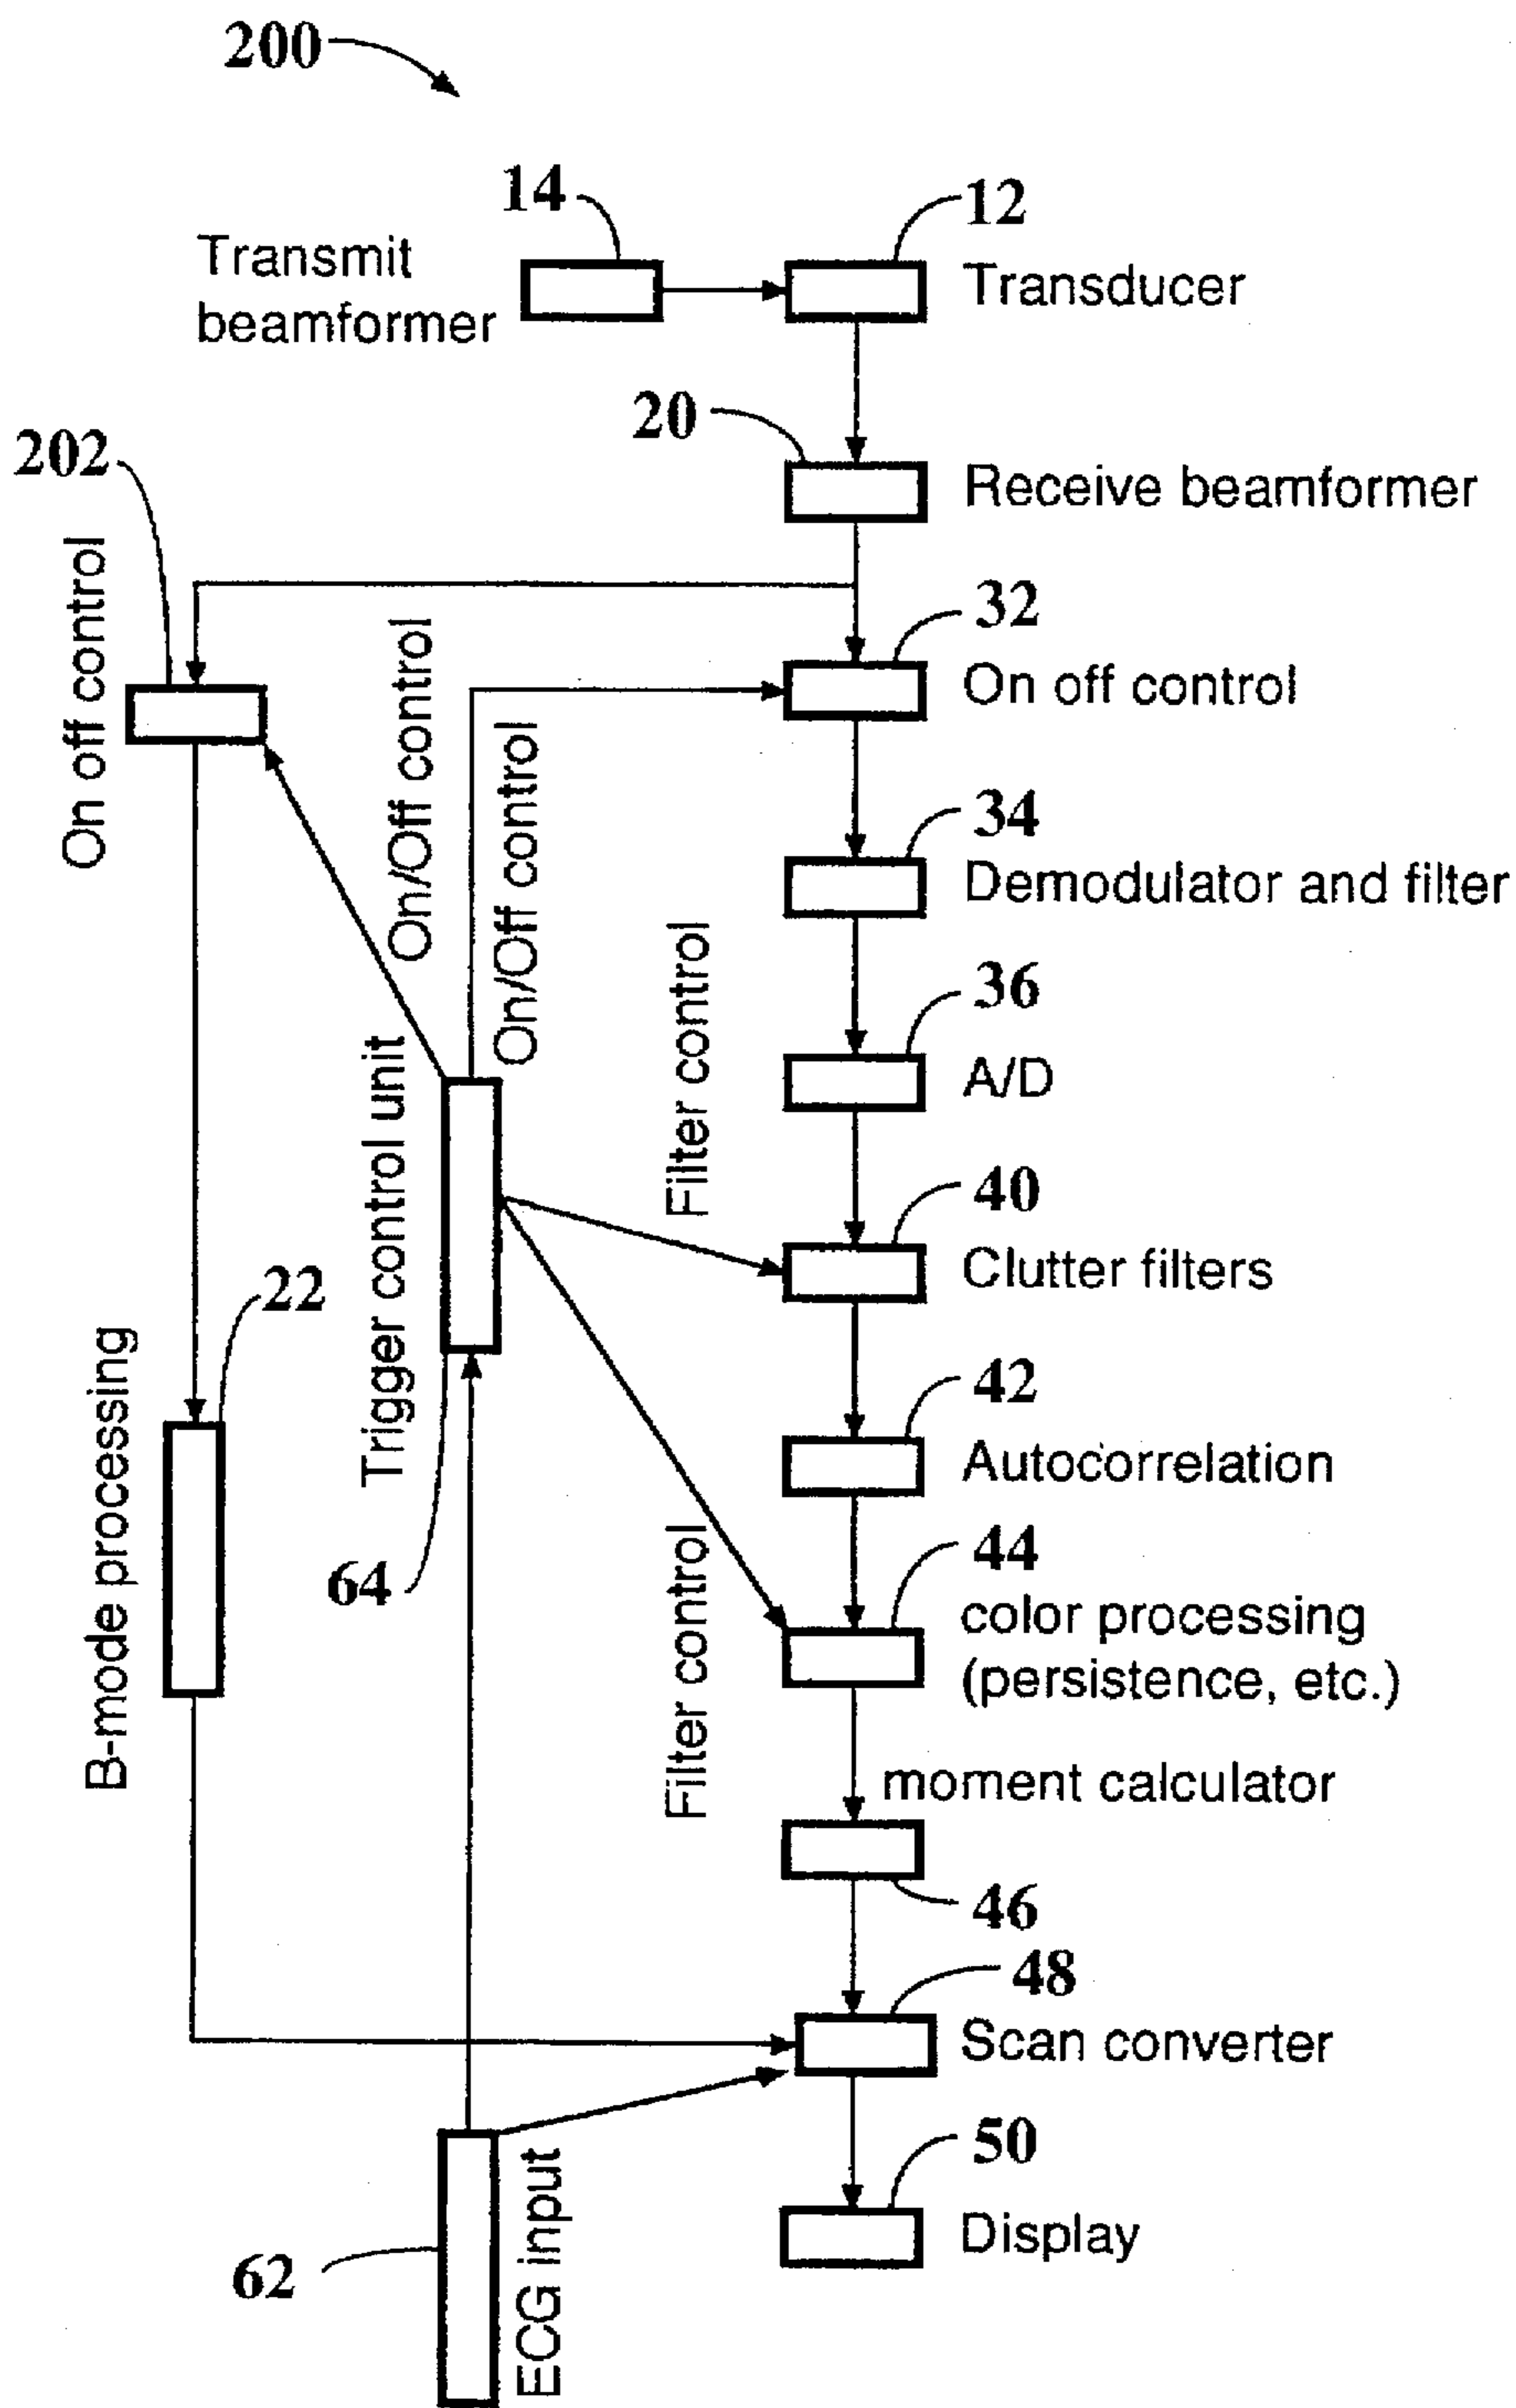 200
14
12
Transmit
beamformer
Transducer
20
Receive beamformer
202
On off control
32
On off control
On/Off control
On/Off control
34
Demodulator and filter
Filter control
36
A/D
Trigger control unit
40
Clutter filters
22
B-mode processing
42
Autocorrelation
64
Filter control
44
color processing
(persistence, etc.)
moment calculator
46
48
Scan converter
50
Display
62
ECG input